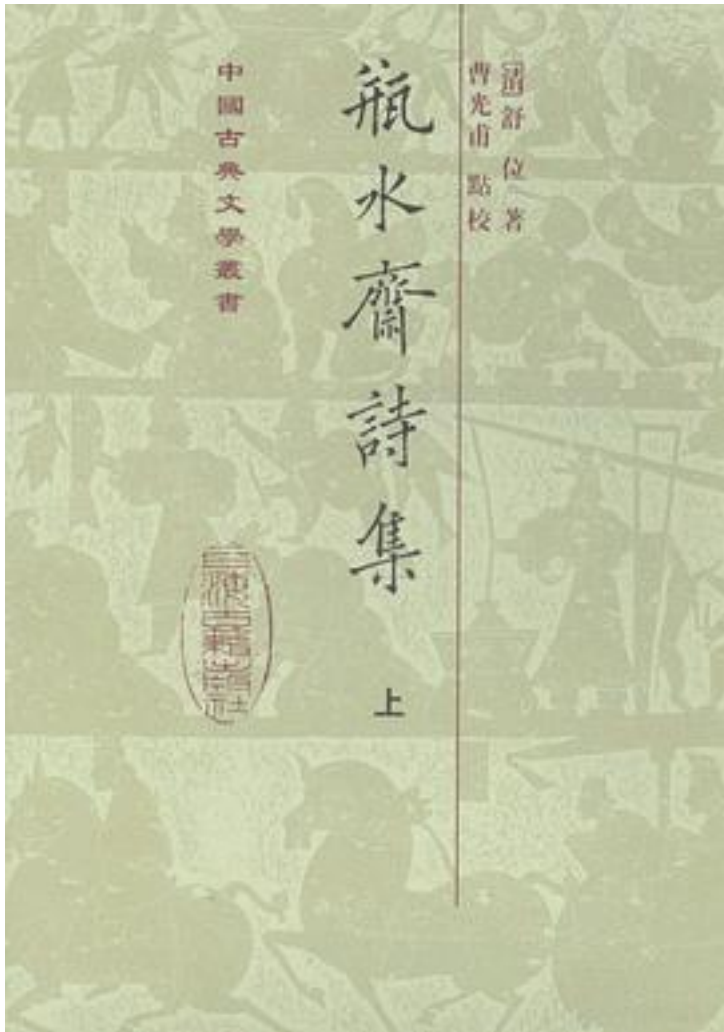 [清]舒位著
曹光甫點校
瓶水齋詩集
上
中國古典文學叢書
上海古籍出版社